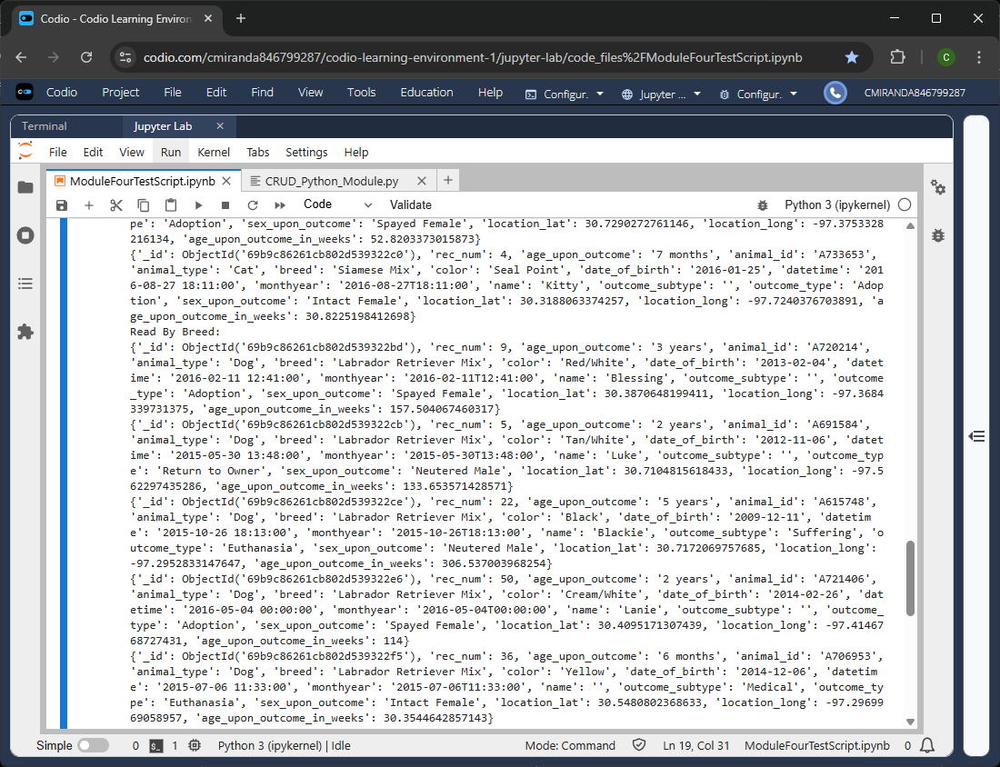 Codio - Codio Learning Environ
codio.com/cmiranda846799287/codio-learning-environment-1/jupyter-lab/code_files%2FModuleFourTestScript.ipynb
C
Codio Project File Edit Find View Tools Education Help Configur. Jupyter ... Configur. CMIRANDA846799287
Terminal Jupyter Lab
File Edit View Run Kernel Tabs Settings Help
ModuleFourTestScript.ipynb CRUD_Python_Module.py
Code Validate Python 3 (ipykernel)
pe': 'Adoption', 'sex_upon_outcome': 'Spayed Female', 'location_lat': 30.7290272761146, 'location_long': -97.3753328
216134, 'age_upon_outcome_in_weeks': 52.8203373015873}
{'_id': ObjectId('69b9c86261cb802d539322c0'), 'rec_num': 4, 'age_upon_outcome': '7 months', 'animal_id': 'A733653',
'animal_type': 'Cat', 'breed': 'Siamese Mix', 'color': 'Seal Point', 'date_of_birth': '2016-01-25', 'datetime': '201
6-08-27 18:11:00', 'monthyear': '2016-08-27T18:11:00', 'name': 'Kitty', 'outcome_subtype': '', 'outcome_type': 'Adop
tion', 'sex_upon_outcome': 'Intact Female', 'location_lat': 30.3188063374257, 'location_long': -97.7240376703891, 'a
ge_upon_outcome_in_weeks': 30.8225198412698}
Read By Breed:
{'_id': ObjectId('69b9c86261cb802d539322bd'), 'rec_num': 9, 'age_upon_outcome': '3 years', 'animal_id': 'A720214',
'animal_type': 'Dog', 'breed': 'Labrador Retriever Mix', 'color': 'Red/White', 'date_of_birth': '2013-02-04', 'datet
ime': '2016-02-11 12:41:00', 'monthyear': '2016-02-11T12:41:00', 'name': 'Blessing', 'outcome_subtype': '', 'outcome
_type': 'Adoption', 'sex_upon_outcome': 'Spayed Female', 'location_lat': 30.3870648199411, 'location_long': -97.3684
339731375, 'age_upon_outcome_in_weeks': 157.504067460317}
{'_id': ObjectId('69b9c86261cb802d539322cb'), 'rec_num': 5, 'age_upon_outcome': '2 years', 'animal_id': 'A691584',
'animal_type': 'Dog', 'breed': 'Labrador Retriever Mix', 'color': 'Tan/White', 'date_of_birth': '2012-11-06', 'datet
ime': '2015-05-30 13:48:00', 'monthyear': '2015-05-30T13:48:00', 'name': 'Luke', 'outcome_subtype': '', 'outcome_typ
e': 'Return to Owner', 'sex_upon_outcome': 'Neutered Male', 'location_lat': 30.7104815618433, 'location_long': -97.5
62297435286, 'age_upon_outcome_in_weeks': 133.653571428571}
{'_id': ObjectId('69b9c86261cb802d539322ce'), 'rec_num': 22, 'age_upon_outcome': '5 years', 'animal_id': 'A615748',
'animal_type': 'Dog', 'breed': 'Labrador Retriever Mix', 'color': 'Black', 'date_of_birth': '2009-12-11', 'datetim
e': '2015-10-26 18:13:00', 'monthyear': '2015-10-26T18:13:00', 'name': 'Blackie', 'outcome_subtype': 'Suffering', 'o
utcome_type': 'Euthanasia', 'sex_upon_outcome': 'Neutered Male', 'location_lat': 30.7172069757685, 'location_long':
-97.2952833147647, 'age_upon_outcome_in_weeks': 306.537003968254}
{'_id': ObjectId('69b9c86261cb802d539322e6'), 'rec_num': 50, 'age_upon_outcome': '2 years', 'animal_id': 'A721406',
'animal_type': 'Dog', 'breed': 'Labrador Retriever Mix', 'color': 'Cream/White', 'date_of_birth': '2014-02-26', 'dat
etime': '2016-05-04 00:00:00', 'monthyear': '2016-05-04T00:00:00', 'name': 'Lanie', 'outcome_subtype': '', 'outcome_
type': 'Adoption', 'sex_upon_outcome': 'Spayed Female', 'location_lat': 30.4095171307439, 'location_long': -97.41467
68727431, 'age_upon_outcome_in_weeks': 114}
{'_id': ObjectId('69b9c86261cb802d539322f5'), 'rec_num': 36, 'age_upon_outcome': '6 months', 'animal_id': 'A706953',
'animal_type': 'Dog', 'breed': 'Labrador Retriever Mix', 'color': 'Yellow', 'date_of_birth': '2014-12-06', 'datetim
e': '2015-07-06 11:33:00', 'monthyear': '2015-07-06T11:33:00', 'name': '', 'outcome_subtype': 'Medical', 'outcome_ty
pe': 'Euthanasia', 'sex_upon_outcome': 'Intact Female', 'location_lat': 30.5480802368633, 'location_long': -97.29699
69058957, 'age_upon_outcome_in_weeks': 30.3544642857143}
Simple 0 $_ 1 Python 3 (ipykernel) | Idle Mode: Command Ln 19, Col 31 ModuleFourTestScript.ipynb 0